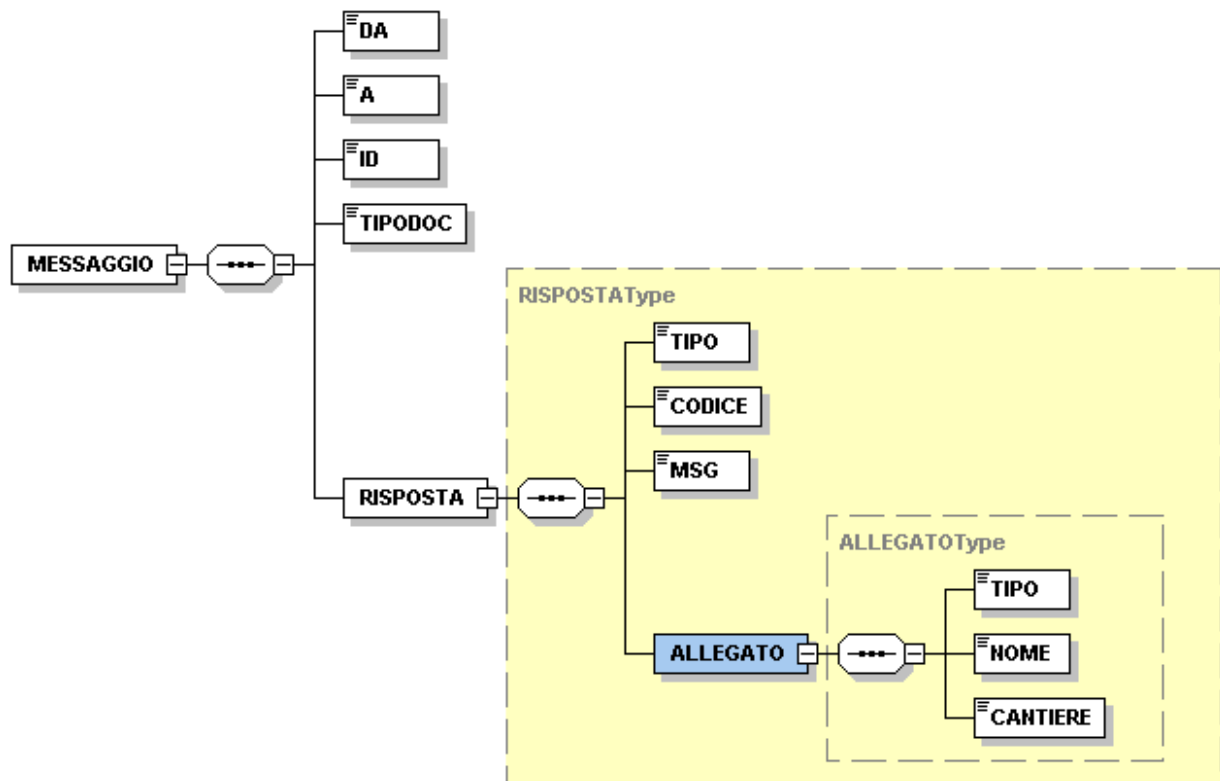 DA
A
ID
TIPODOC
MESSAGGIO
RISPOSTAType
TIPO
CODICE
MSG
RISPOSTA
ALLEGATOType
TIPO
ALLEGATO
NOME
CANTIERE